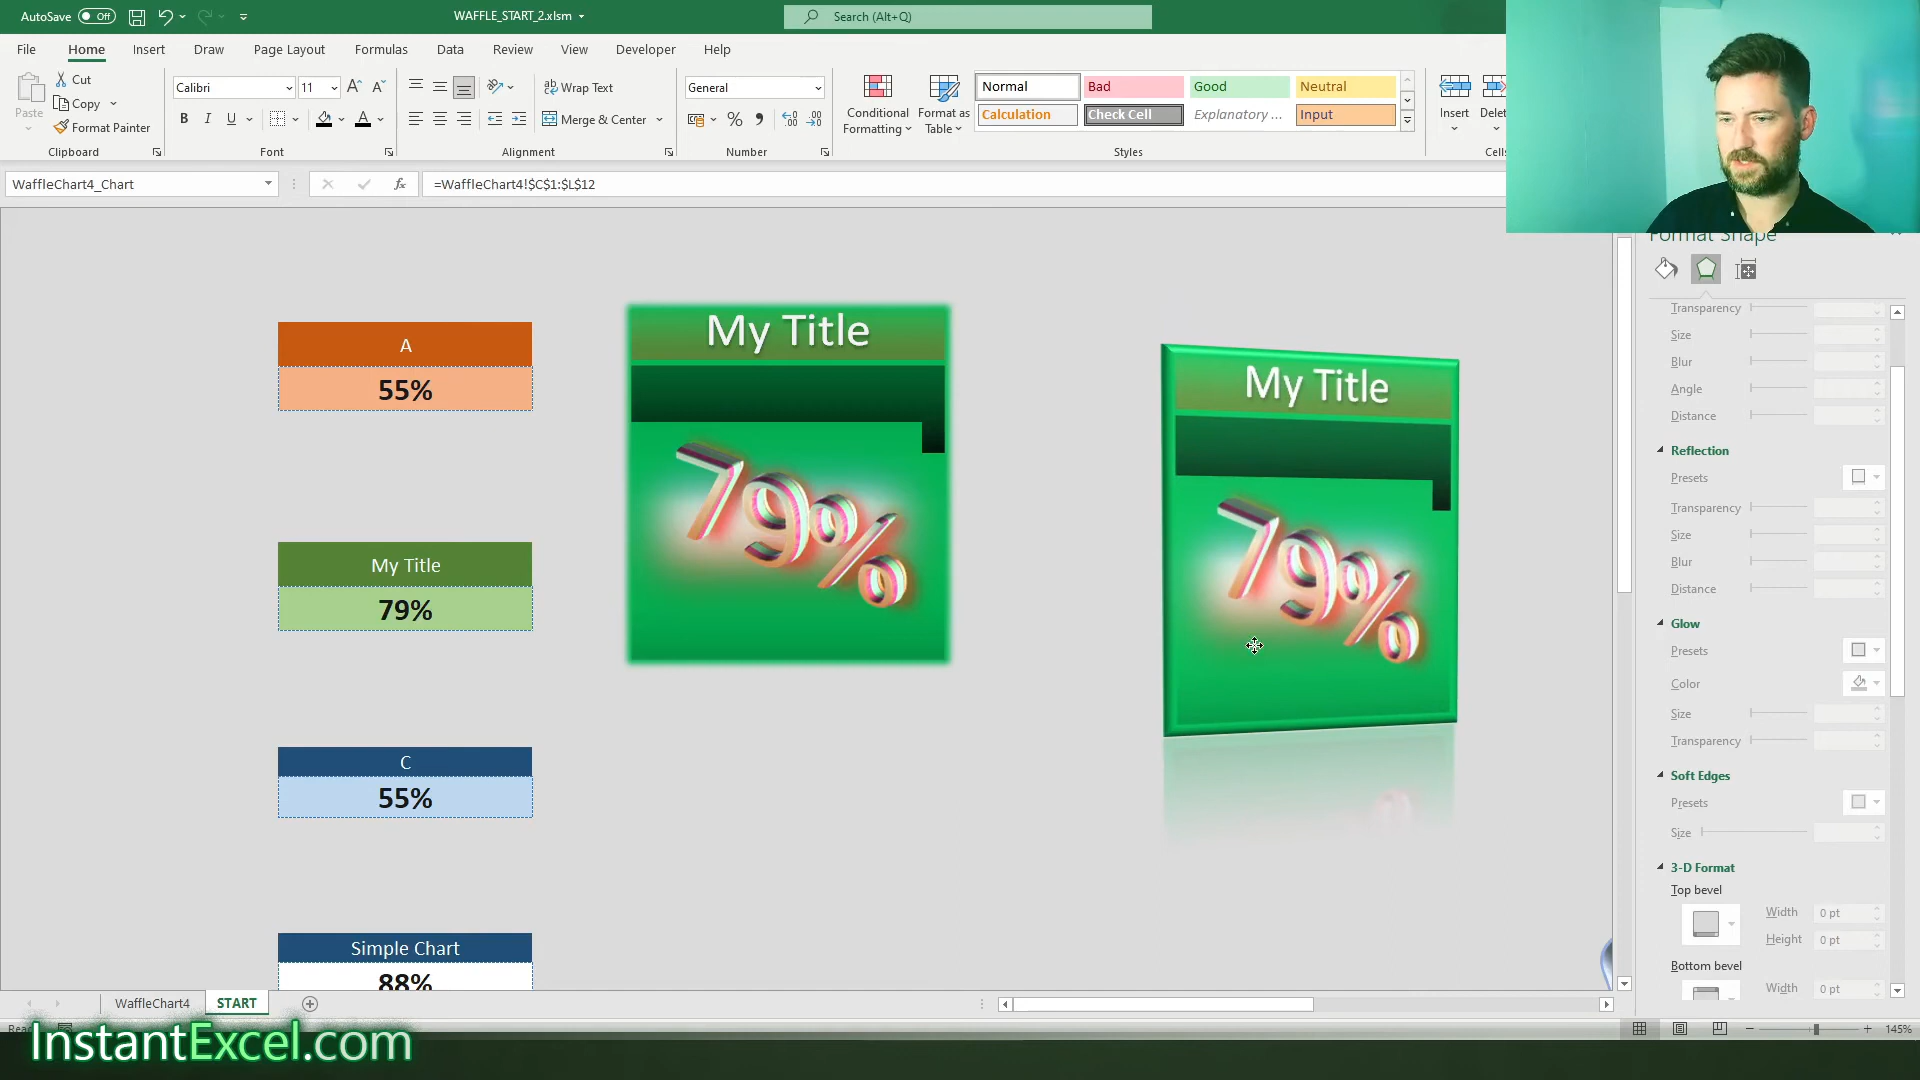 AutoSave Off WAFFLE_START_2.xlsm Search (Alt+Q)
File Home Insert Draw Page Layout Formulas Data Review View Developer Help
Paste Cut Copy Format Painter Clipboard
Calibri 11 B I U A Font
Wrap Text Merge & Center Alignment
General % Number
Conditional Formatting Format as Table
Normal Bad Good Neutral
Calculation Check Cell Explanatory ... Input
Styles
Insert Delet
Cells
WaffleChart4_Chart fx =WaffleChart4!$C$1:$L$12
A
55%
My Title
79%
C
55%
Simple Chart
88%
My Title
79%
My Title
79%
Format Shape
Transparency
Size
Blur
Angle
Distance
Reflection
Presets
Transparency
Size
Blur
Distance
Glow
Presets
Color
Size
Transparency
Soft Edges
Presets
Size
3-D Format
Top bevel
Width 0 pt
Height 0 pt
Bottom bevel
Width 0 pt
WaffleChart4 START
145%
InstantExcel.com